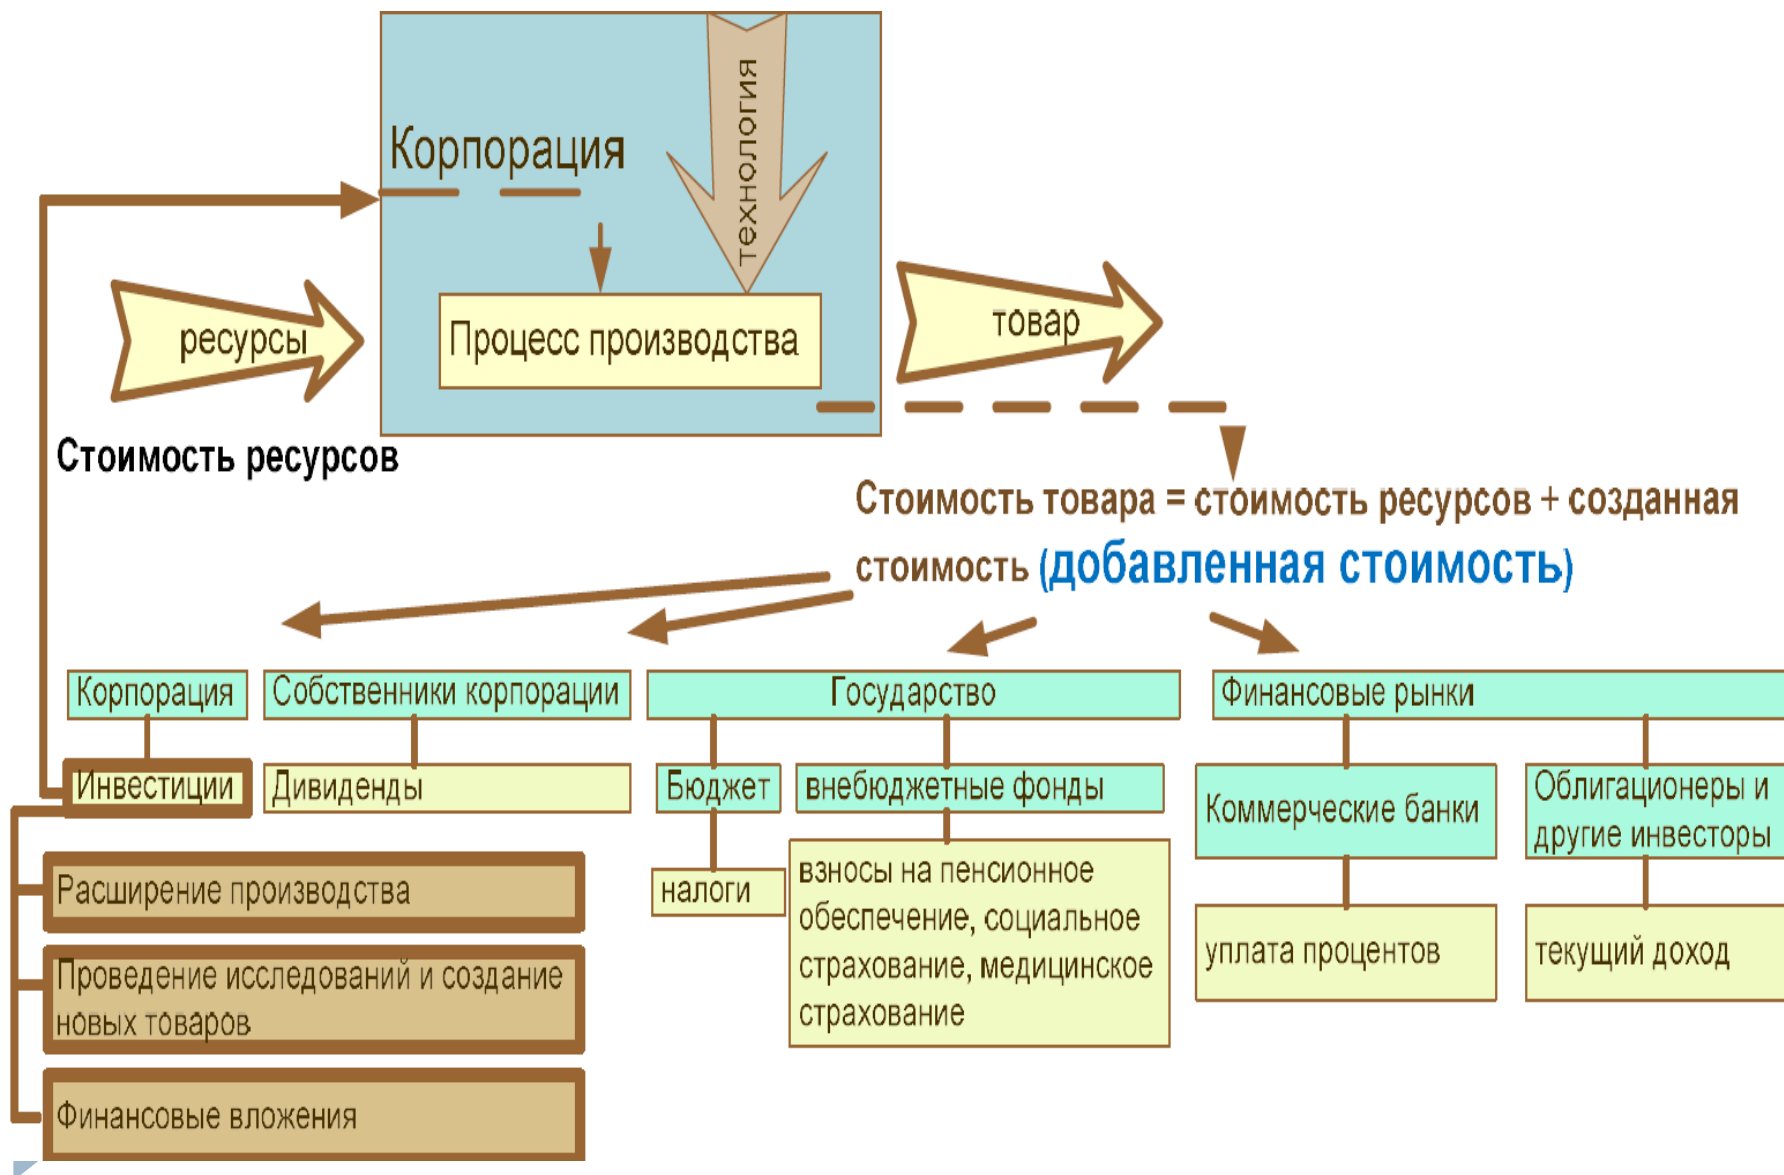 технология
Корпорация
ресурсы
Процесс производства
товар
Стоимость ресурсов
Стоимость товара = стоимость ресурсов + созданная
стоимость (добавленная стоимость)
Корпорация
Собственники корпорации
Государство
Финансовые рынки
Инвестиции
Дивиденды
Бюджет
внебюджетные фонды
Коммерческие банки
Облигационеры и
другие инвесторы
Расширение производства
налоги
взносы на пенсионное
обеспечение, социальное
страхование, медицинское
страхование
уплата процентов
текущий доход
Проведение исследований и создание
новых товаров
Финансовые вложения